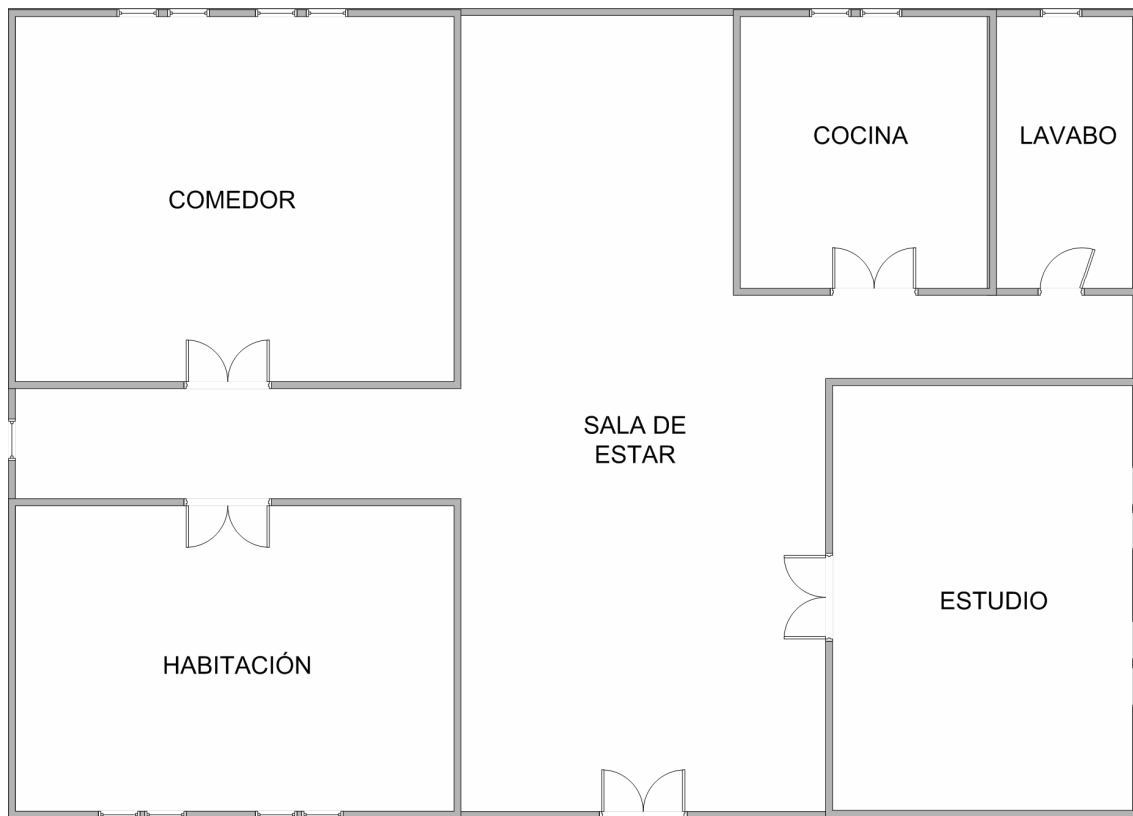 COCINA
LAVABO
COMEDOR
SALA DE
ESTAR
ESTUDIO
HABITACIÓN